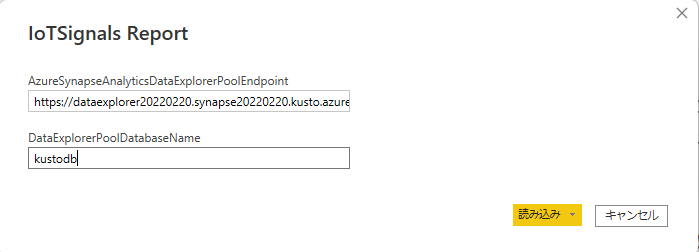 IoTSignals Report
AzureSynapseAnalyticsDataExplorerPoolEndpoint
https://dataexplorer20220220.synapse20220220.kusto.azure
DataExplorerPoolDatabaseName
kustodb
読み込み
キャンセル